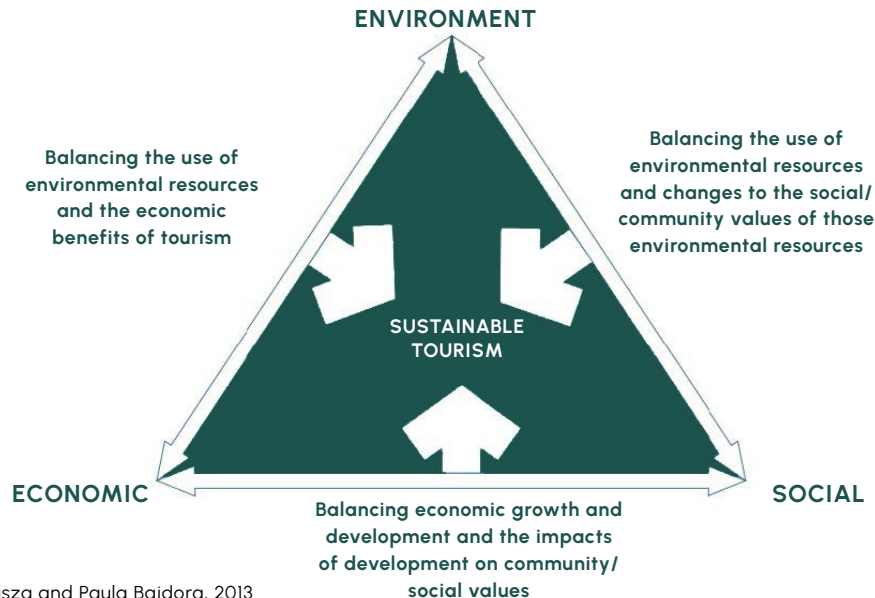 ENVIRONMENT
Balancing the use of
environmental resources
and the economic
benefits of tourism
Balancing the use of
environmental resources
and changes to the social/
community values of those
environmental resources
SUSTAINABLE
TOURISM
ECONOMIC
SOCIAL
Balancing economic growth and
development and the impacts
of development on community/
social values
and Paula Bajdora, 2013